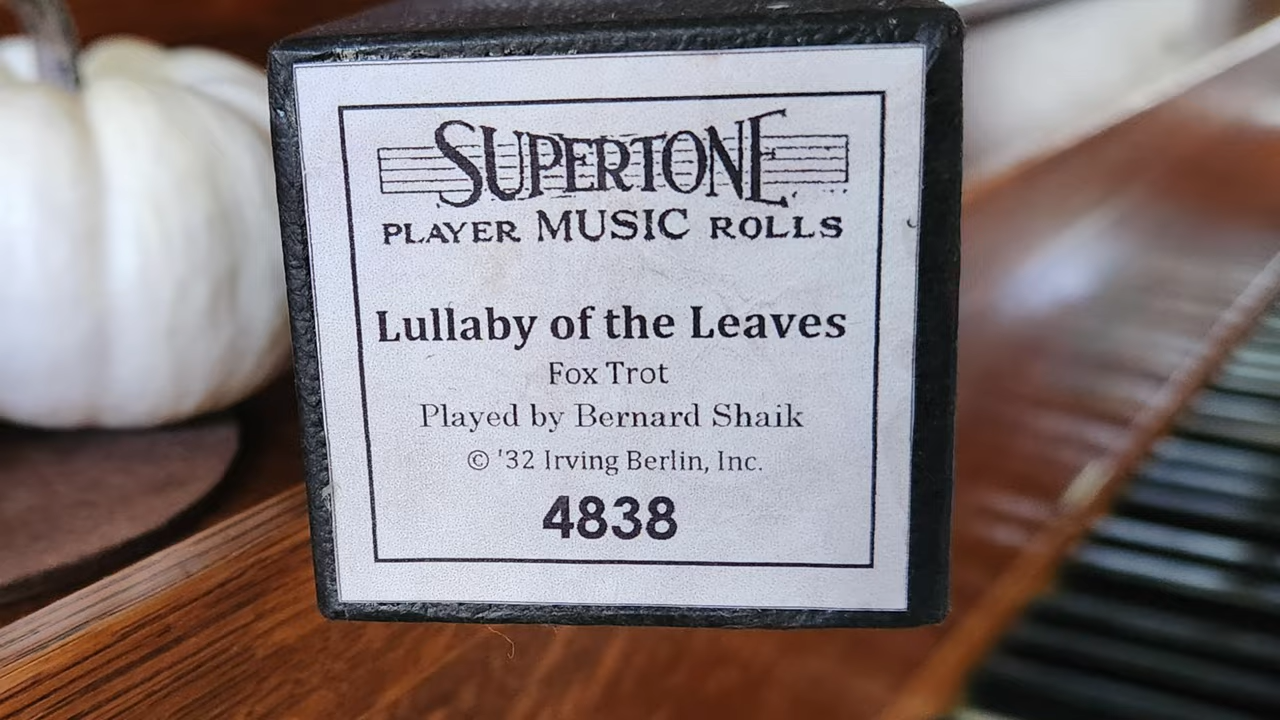 SUPERTONE
PLAYER MUSIC ROLLS
Lullaby of the Leaves
Fox Trot
Played by Bernard Shaik
© '32 Irving Berlin, Inc.
4838